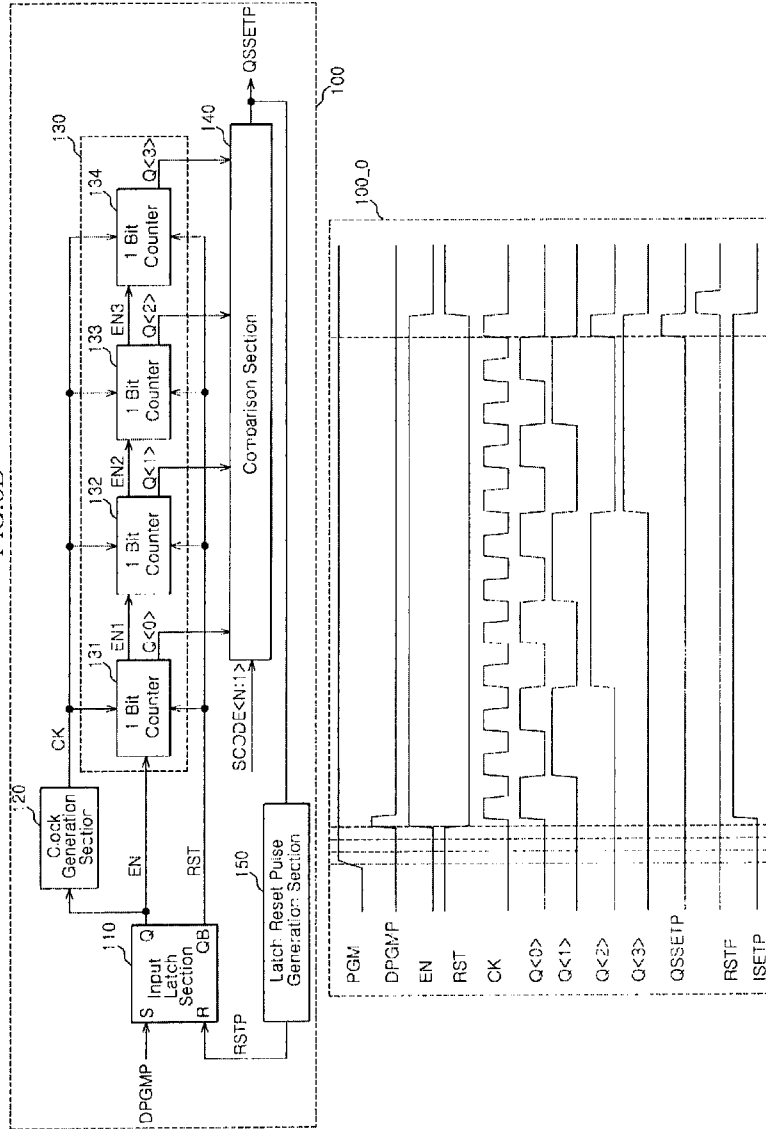 120
Clock
Generation
Section
CK
130
131
132
133
134
1 Bit
Counter
1 Bit
Counter
1 Bit
Counter
1 Bit
Counter
EN1
EN2
EN3
Q<0>
Q<1>
Q<2>
Q<3>
EN
RST
110
DPGMP
S
Q
Input
Latch
Section
R
QB
RSTP
SCODE<N:1>
140
Comparison Section
QSSETP
150
Latch Reset Pulse
Generation Section
100
100_0
PGM
DPGMP
EN
RST
CK
Q<0>
Q<1>
Q<2>
Q<3>
QSSETP
RSTP
ISETP